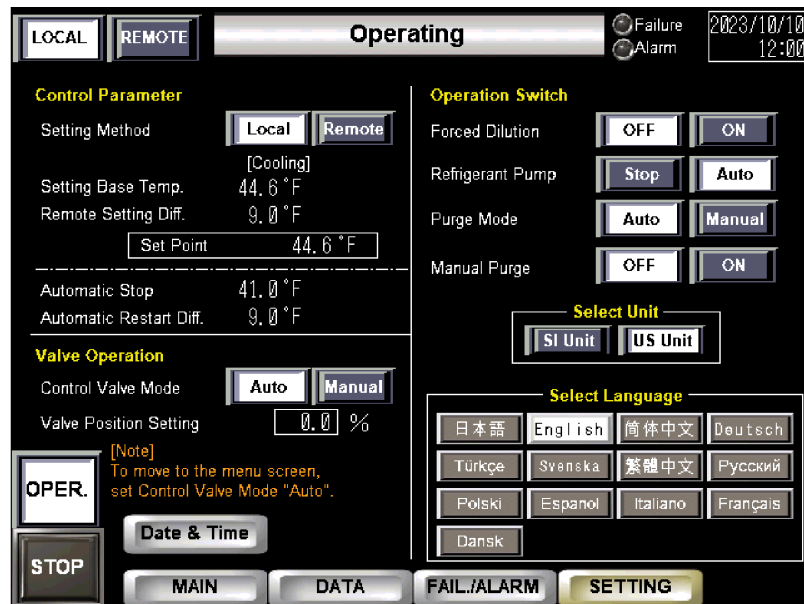 LOCAL REMOTE Operating Failure 2023/10/10
Alarm 12:00
Control Parameter
Setting Method Local Remote
[Cooling]
Setting Base Temp. 44.6°F
Remote Setting Diff. 9.0°F
Set Point 44.6°F
Automatic Stop 41.0°F
Automatic Restart Diff. 9.0°F
Valve Operation
Control Valve Mode Auto Manual
Valve Position Setting 0.0 %
[Note]
To move to the menu screen,
set Control Valve Mode "Auto".
OPER.
STOP
Date & Time
Operation Switch
Forced Dilution OFF ON
Refrigerant Pump Stop Auto
Purge Mode Auto Manual
Manual Purge OFF ON
Select Unit
SI Unit US Unit
Select Language
日本語 English 简体中文 Deutsch
Türkçe Svenska 繁體中文 Русский
Polski Espanol Italiano Français
Dansk
MAIN DATA FAIL./ALARM SETTING